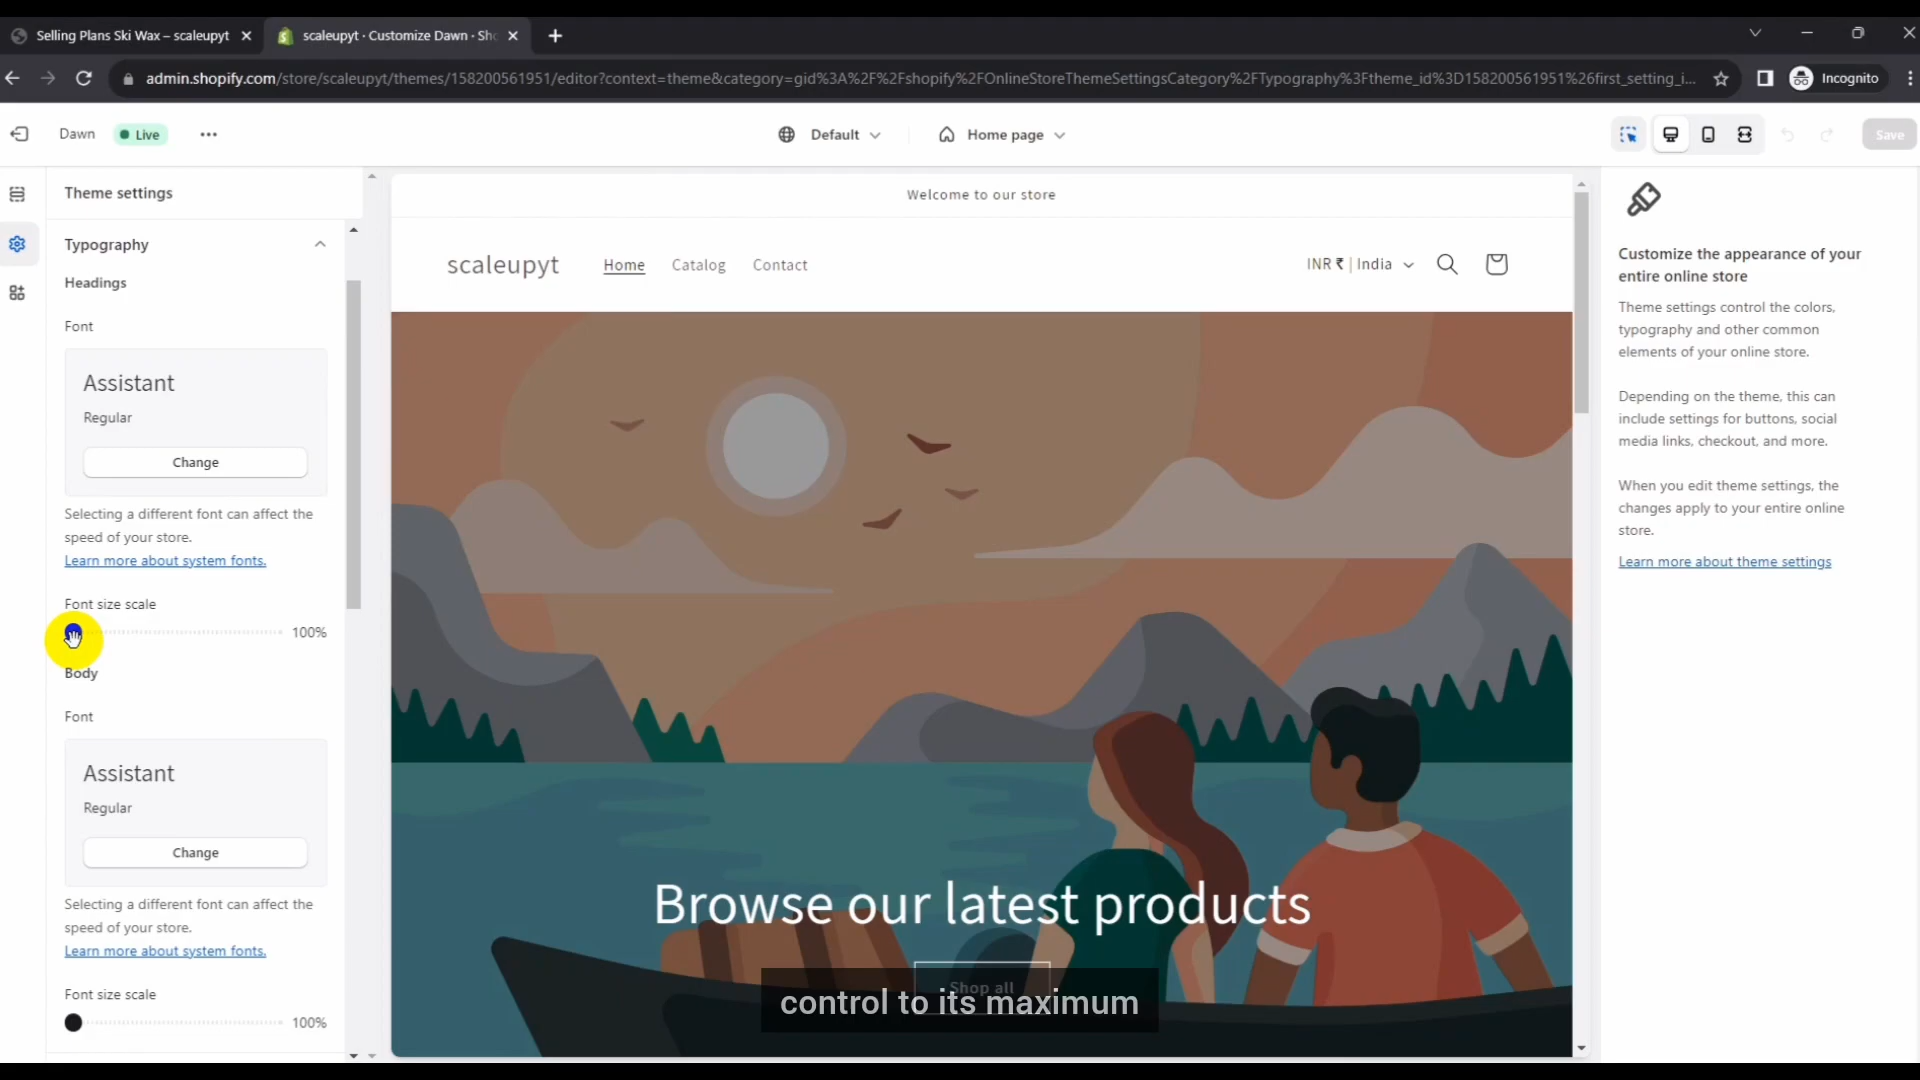 Selling Plans Ski Wax – scaleupyt
scaleupyt · Customize Dawn · Sho
admin.shopify.com/store/scaleupyt/themes/158200561951/editor?context=theme&category=gid%3A%2F%2Fshopify%2FOnlineStoreThemeSettingsCategory%2FTypography%3Ftheme_id%3D158200561951%26first_setting_i...
Incognito
Dawn
Live
Default
Home page
Save
Theme settings
Typography
Headings
Font
Assistant
Regular
Change
Selecting a different font can affect the
speed of your store.
Learn more about system fonts.
Font size scale
100%
Body
Font
Assistant
Regular
Change
Selecting a different font can affect the
speed of your store.
Learn more about system fonts.
Font size scale
100%
Welcome to our store
scaleupyt
Home
Catalog
Contact
INR ₹ | India
Browse our latest products
Shop all
control to its maximum
Customize the appearance of your
entire online store
Theme settings control the colors,
typography and other common
elements of your online store.
Depending on the theme, this can
include settings for buttons, social
media links, checkout, and more.
When you edit theme settings, the
changes apply to your entire online
store.
Learn more about theme settings